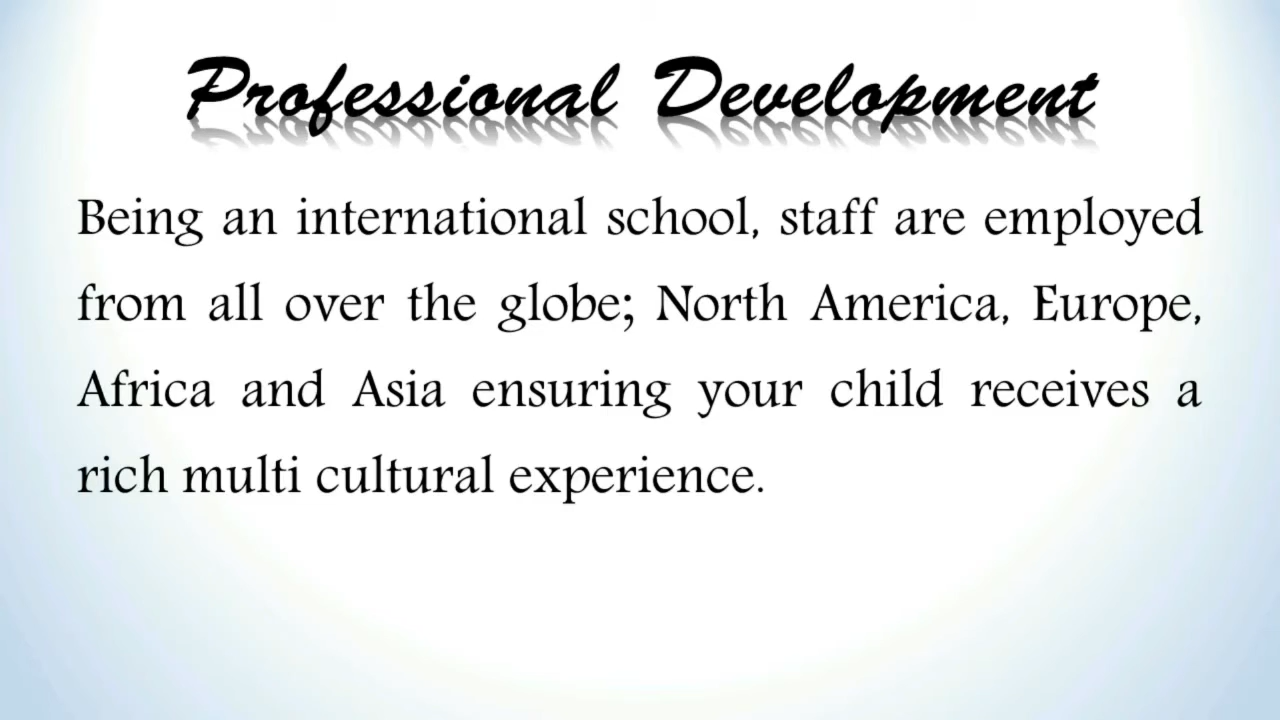 Professional Development
Being an international school, staff are employed
from all over the globe; North America, Europe,
Africa and Asia ensuring your child receives a
rich multi cultural experience.